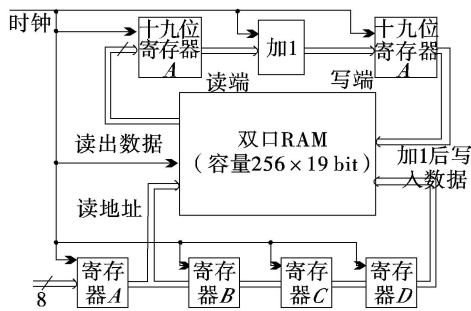 时钟
十九位
寄存器
A
加1
十九位
寄存器
A
读端
写端
双口RAM
(容量256×19 bit)
读出数据
加1后写
入数据
读地址
8
寄存
器A
寄存
器B
寄存
器C
寄存
器D